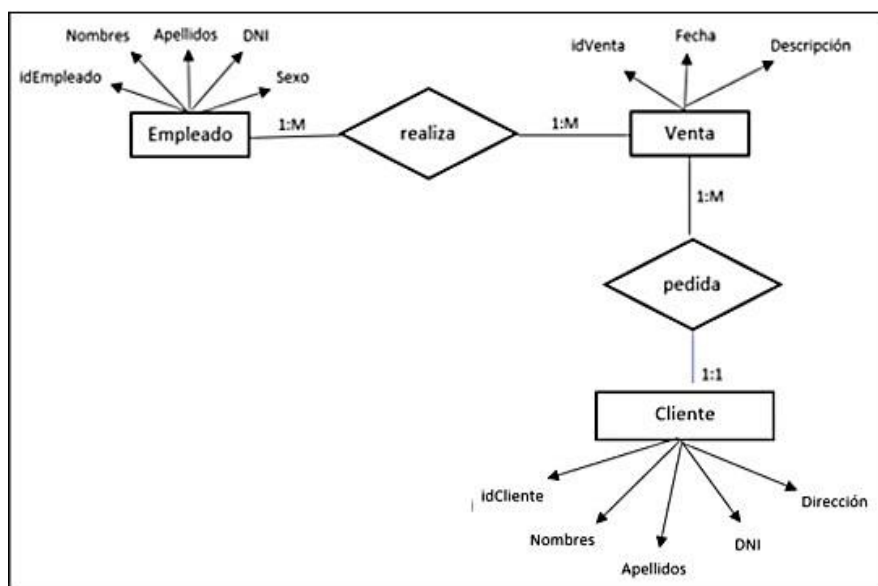 Nombres
Apellidos
DNI
idEmpleado
Sexo
Empleado
1:M
realiza
1:M
idVenta
Fecha
Descripción
Venta
1:M
pedida
1:1
Cliente
idCliente
Nombres
Apellidos
DNI
Dirección